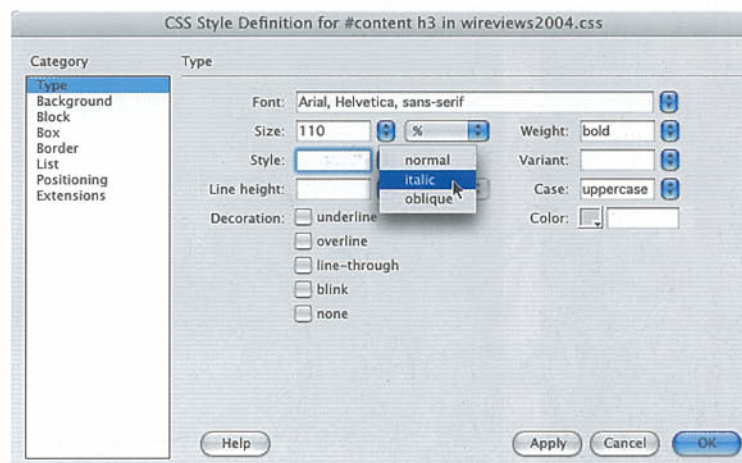 CSS Style Definition for #content h3 in wireviews2004.css
Category
Type
Type
Background
Block
Box
Border
List
Positioning
Extensions
Font: Arial, Helvetica, sans-serif
Size: 110 % Weight: bold
Style: normal Variant:
italic
Line height: Case: uppercase
oblique
Decoration: underline Color:
overline
line-through
blink
none
Help Apply Cancel OK